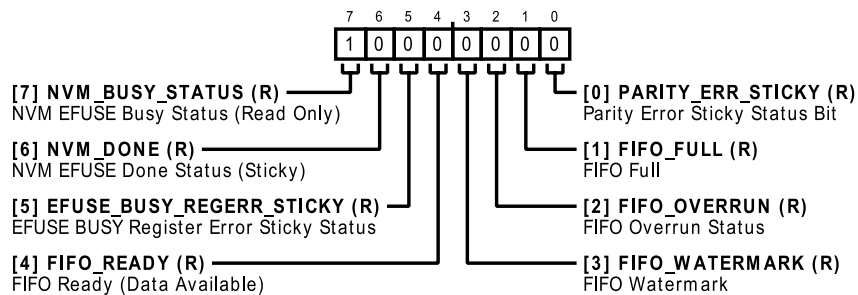 7 6 5 4 3 2 1 0
1 0 0 0 0 0 0 0
[7] NVM_BUSY_STATUS (R)
NVM EFUSE Busy Status (Read Only)
[6] NVM_DONE (R)
NVM EFUSE Done Status (Sticky)
[5] EFUSE_BUSY_REGERR_STICKY (R)
EFUSE BUSY Register Error Sticky Status
[4] FIFO_READY (R)
FIFO Ready (Data Available)
[0] PARITY_ERR_STICKY (R)
Parity Error Sticky Status Bit
[1] FIFO_FULL (R)
FIFO Full
[2] FIFO_OVERRUN (R)
FIFO Overrun Status
[3] FIFO_WATERMARK (R)
FIFO Watermark